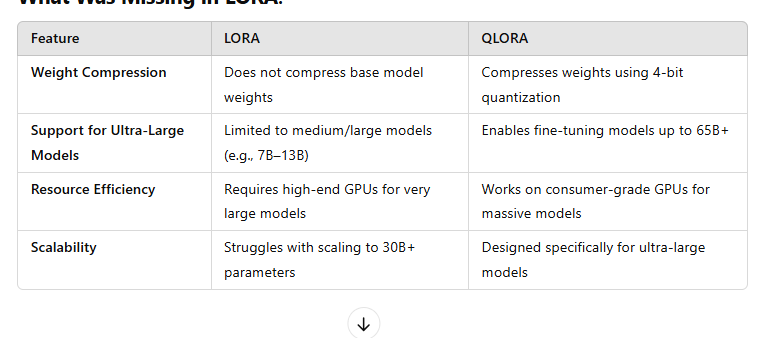 What Was Missing in LORA?
Feature LORA QLORA
Weight Compression Does not compress base model Compresses weights using 4-bit
weights quantization
Support for Ultra-Large Limited to medium/large models Enables fine-tuning models up to 65B+
Models (e.g., 7B–13B)
Resource Efficiency Requires high-end GPUs for very Works on consumer-grade GPUs for
large models massive models
Scalability Struggles with scaling to 30B+ Designed specifically for ultra-large
parameters models